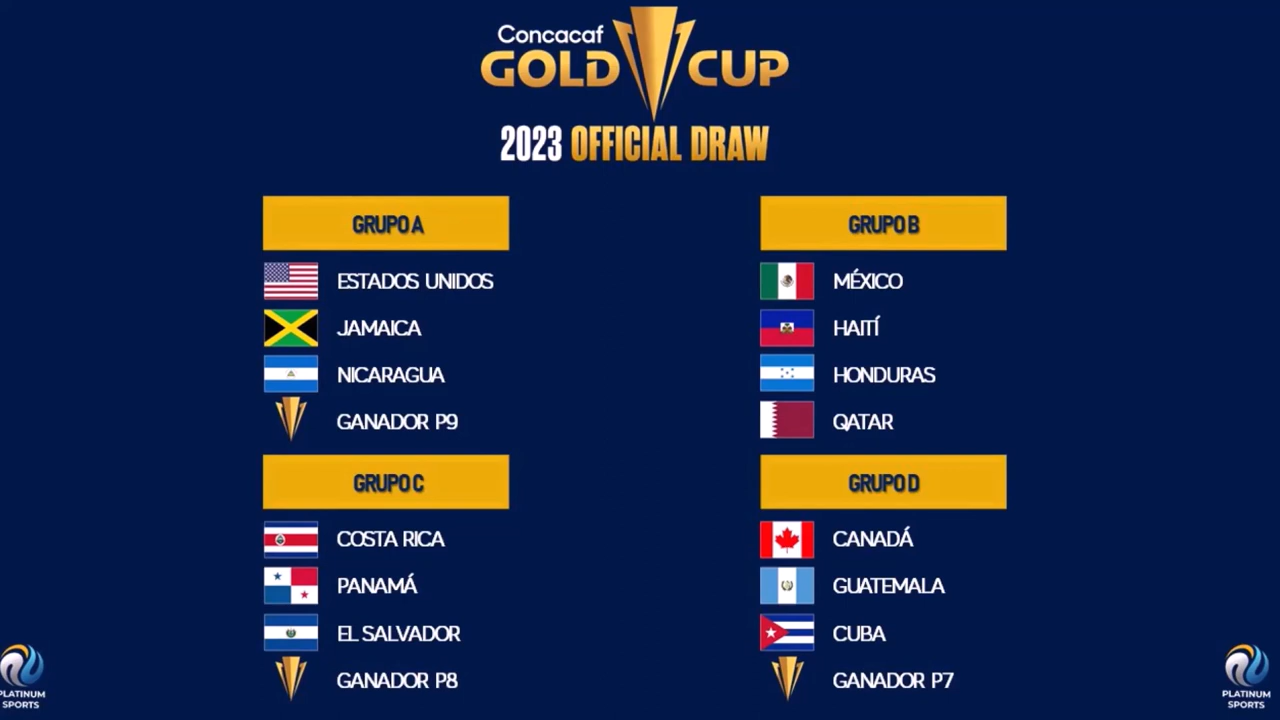 Concacaf
GOLD CUP
2023 OFFICIAL DRAW
GRUPO A
ESTADOS UNIDOS
JAMAICA
NICARAGUA
GANADOR P9
GRUPO B
MÉXICO
HAITÍ
HONDURAS
QATAR
GRUPO C
COSTA RICA
PANAMÁ
EL SALVADOR
GANADOR P8
GRUPO D
CANADÁ
GUATEMALA
CUBA
GANADOR P7
PLATINUM
SPORTS
PLATINUM
SPORTS